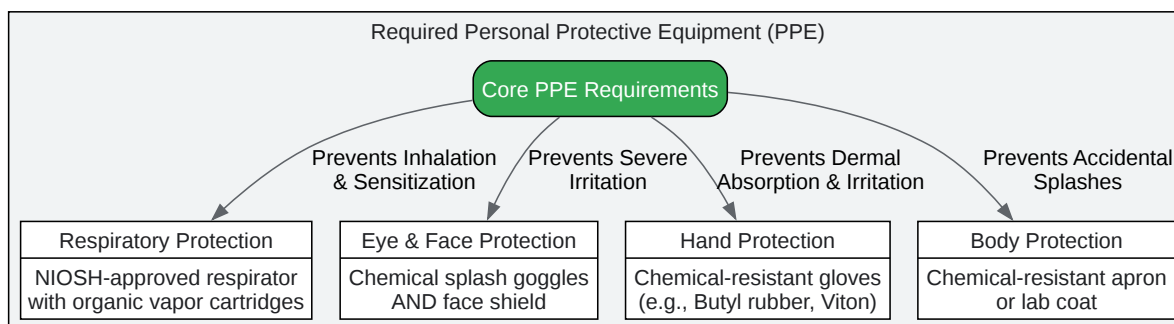 Required Personal Protective Equipment (PPE)
Core PPE Requirements
Prevents Inhalation
& Sensitization
Prevents Severe
Irritation
Prevents Dermal
Absorption & Irritation
Prevents Accidental
Splashes
Respiratory Protection
NIOSH-approved respirator
with organic vapor cartridges
Eye & Face Protection
Chemical splash goggles
AND face shield
Hand Protection
Chemical-resistant gloves
(e.g., Butyl rubber, Viton)
Body Protection
Chemical-resistant apron
or lab coat